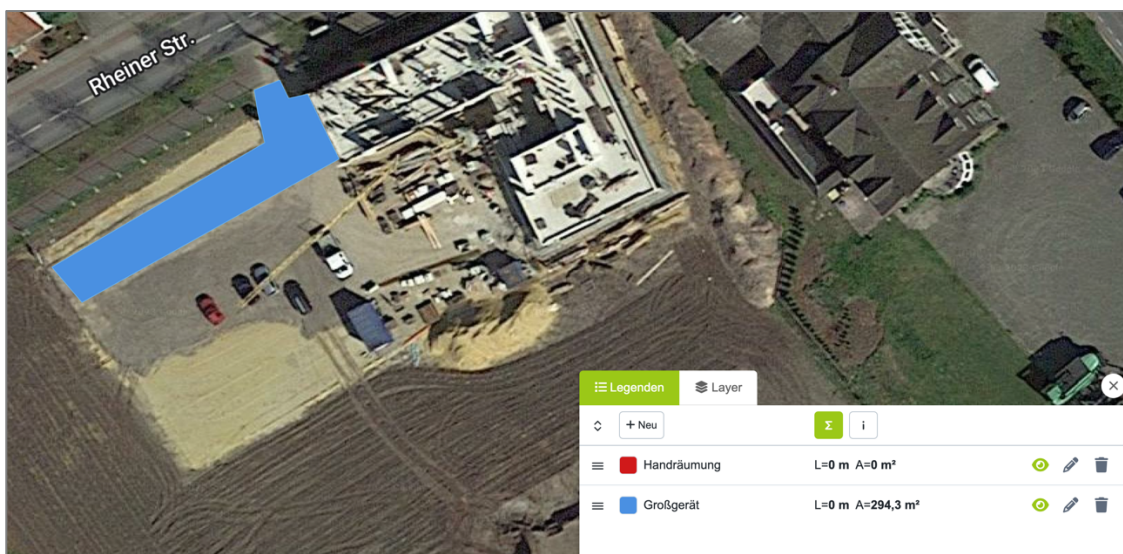 Rheiner Str.
Legenden
Layer
+ Neu
Σ
i
Handräumung L=0 m A=0 m²
Großgerät L=0 m A=294,3 m²